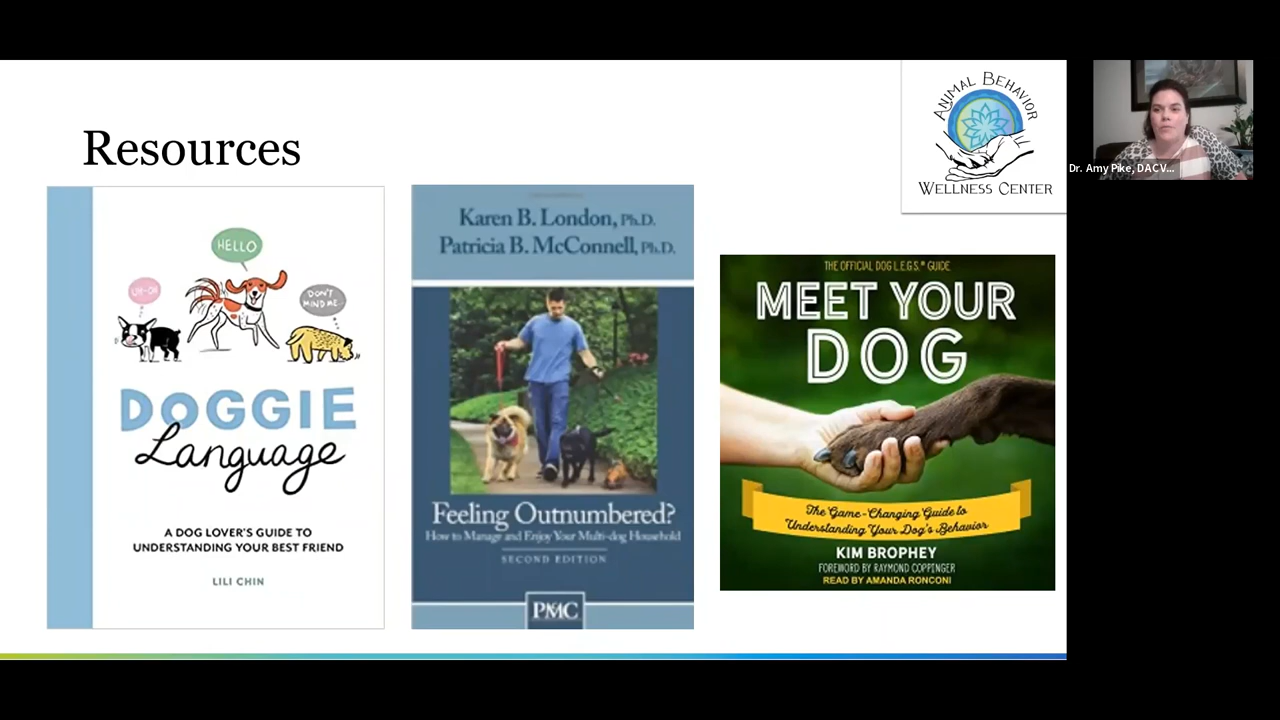 Resources
HELLO
UH-OH
DON'T
MIND ME...
DOGGIE
Language
A DOG LOVER'S GUIDE TO
UNDERSTANDING YOUR BEST FRIEND
LILI CHIN
Karen B. London, Ph.D.
Patricia B. McConnell, Ph.D.
Feeling Outnumbered?
How to Manage and Enjoy Your Multi-dog Household
SECOND EDITION
PMC
THE OFFICIAL DOG L.E.G.S.® GUIDE
MEET YOUR
DOG
The Game-Changing Guide to
Understanding Your Dog's Behavior
KIM BROPHEY
FOREWORD BY RAYMOND COPPINGER
READ BY AMANDA RONCONI
ANIMAL BEHAVIOR
WELLNESS CENTER
Dr. Amy Pike, DACV...